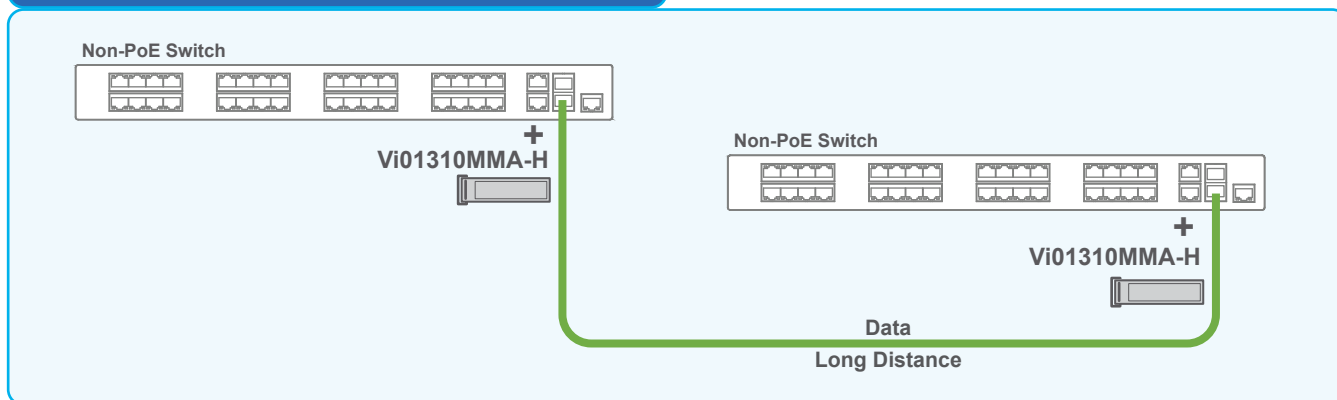 Non-PoE Switch
+
Vi01310MMA-H
Non-PoE Switch
+
Vi01310MMA-H
Data
Long Distance